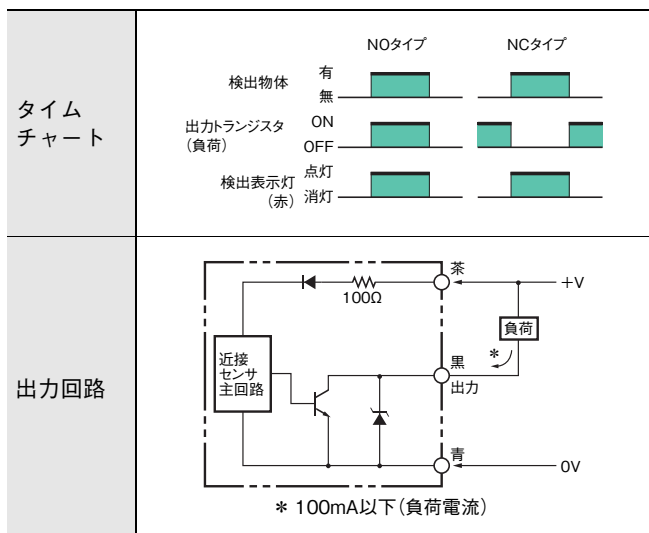 タイム
チャート
NOタイプ NCタイプ
検出物体
有
無
出力トランジスタ
(負荷)
ON
OFF
検出表示灯
(赤)
点灯
消灯
出力回路
茶
+V
100Ω
負荷
*
近接
センサ
主回路
黒
出力
青
0V
* 100mA以下(負荷電流)